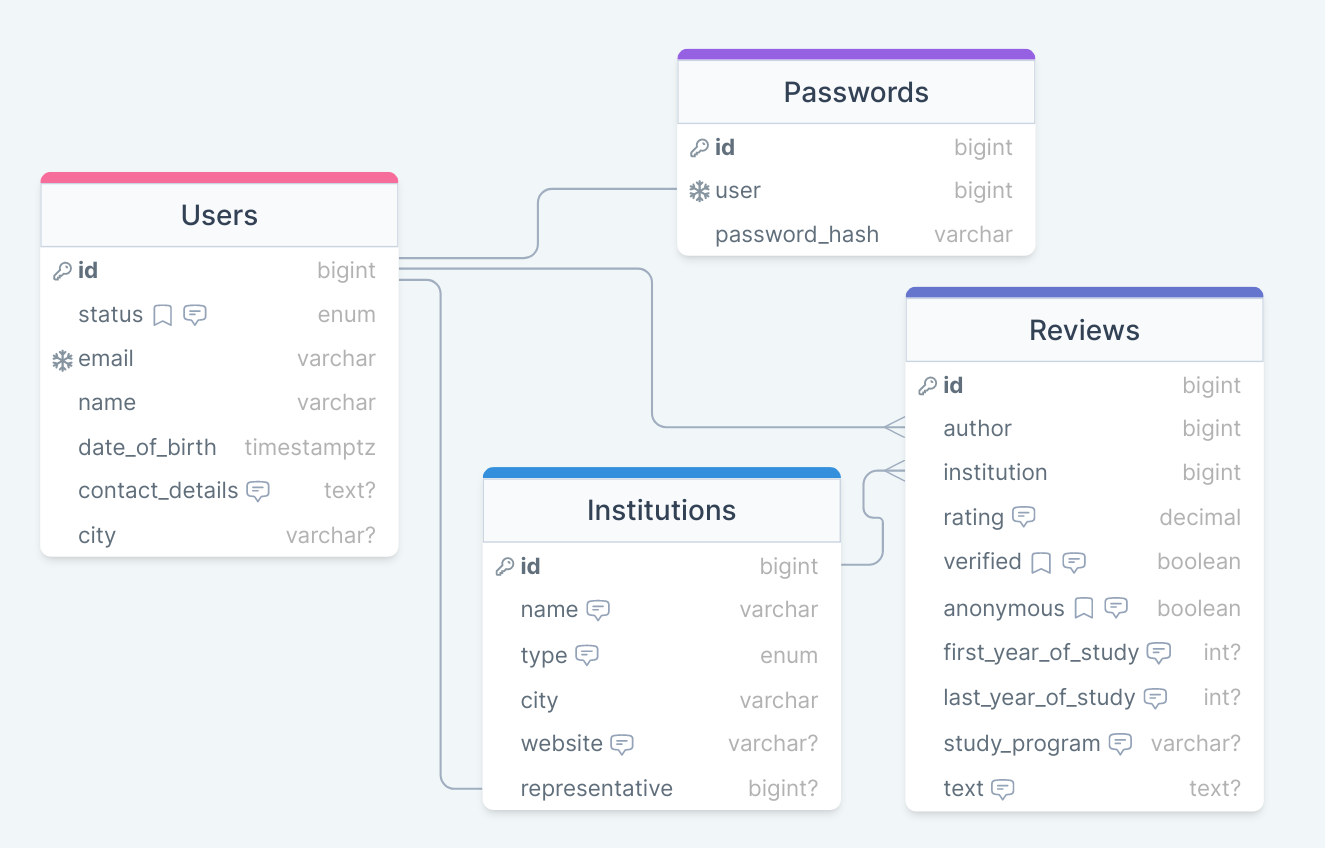 Passwords
id bigint
user bigint
password_hash varchar
Users
id bigint
status enum
email varchar
name varchar
date_of_birth timestamptz
contact_details text?
city varchar?
Reviews
id bigint
author bigint
institution bigint
rating decimal
verified boolean
anonymous boolean
first_year_of_study int?
last_year_of_study int?
study_program varchar?
text text?
Institutions
id bigint
name varchar
type enum
city varchar
website varchar?
representative bigint?